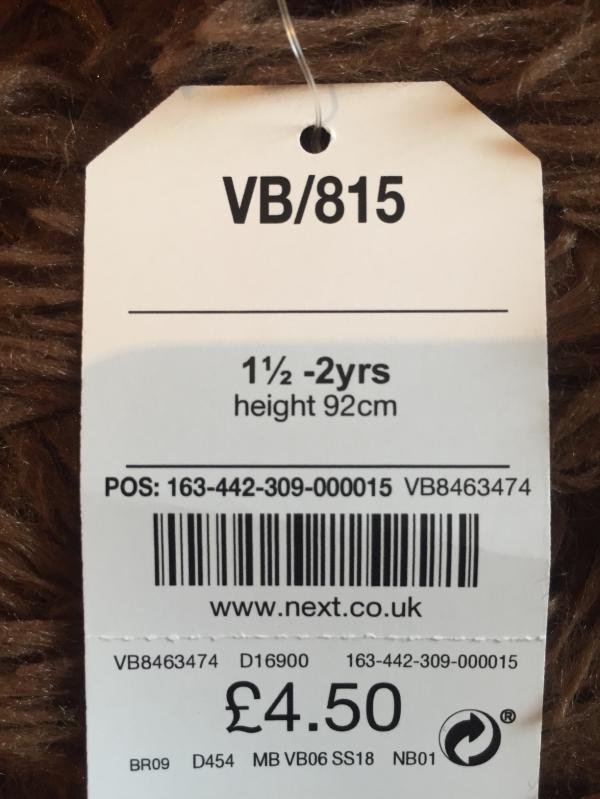 VB/815
1½ -2yrs
height 92cm
POS: 163-442-309-000015 VB8463474
www.next.co.uk
VB8463474 D16900 163-442-309-000015
£4.50
®
BR09 D454 MB VB06 SS18 NB01